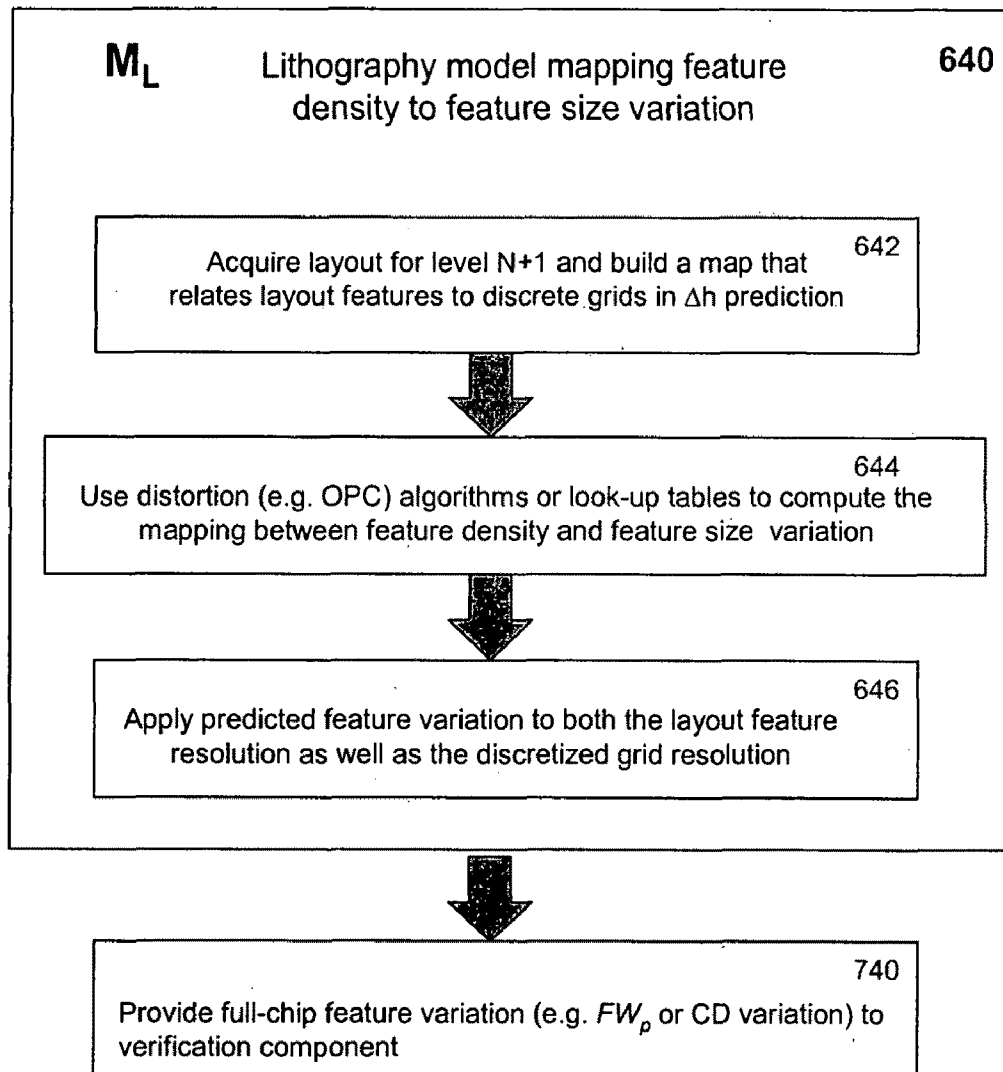 M_L Lithography model mapping feature 640
density to feature size variation
642
Acquire layout for level N+1 and build a map that
relates layout features to discrete grids in Δh prediction
644
Use distortion (e.g. OPC) algorithms or look-up tables to compute the
mapping between feature density and feature size variation
646
Apply predicted feature variation to both the layout feature
resolution as well as the discretized grid resolution
740
Provide full-chip feature variation (e.g. FW_p or CD variation) to
verification component